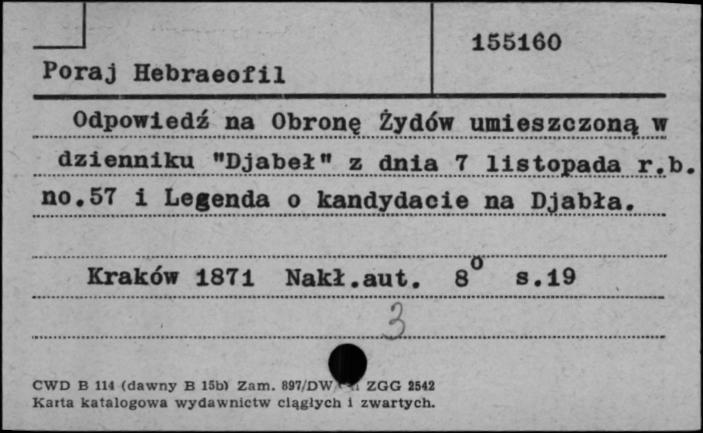 155160
Poraj Hebraeofil
Odpowiedź na Obronę Żydów umieszczoną w
dzienniku "Djabeł" z dnia 7 listopada r.b.
no.57 i Legenda o kandydacie na Djabła.
Kraków 1871 Nakł.aut. 8° s.19
3
CWD B 114 (dawny B 15b) Zam. 897/DW ZGG 2542
Karta katalogowa wydawnictw ciągłych i zwartych.